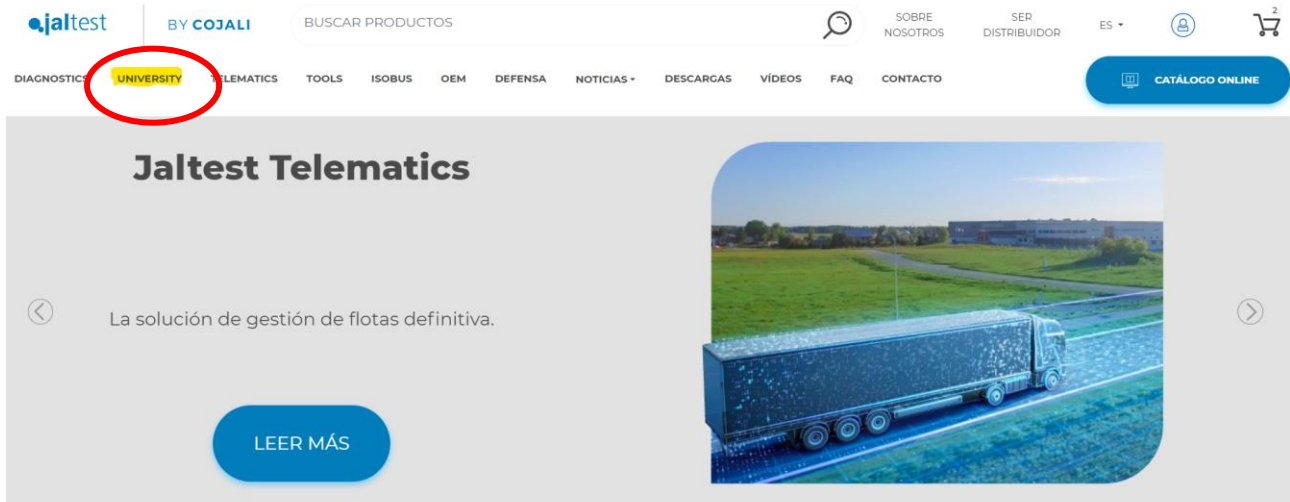 jaltest BY COJALI BUSCAR PRODUCTOS SOBRE NOSOTROS SER DISTRIBUIDOR ES 2
DIAGNOSTICS UNIVERSITY TELEMATICS TOOLS ISOBUS OEM DEFENSA NOTICIAS DESCARGAS VÍDEOS FAQ CONTACTO CATÁLOGO ONLINE
Jaltest Telematics
La solución de gestión de flotas definitiva.
LEER MÁS